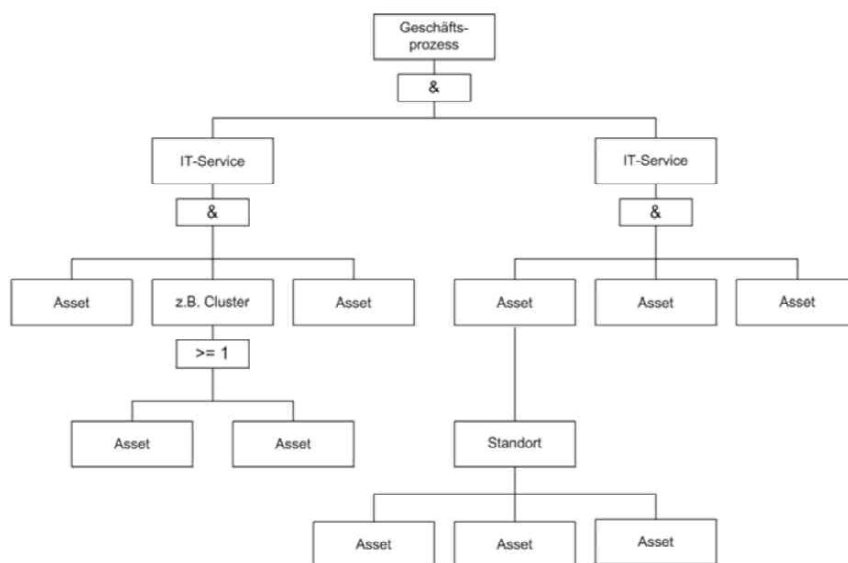 Geschäfts-
prozess
&
IT-Service
IT-Service
&
&
Asset
z.B. Cluster
Asset
Asset
Asset
Asset
>= 1
Asset
Asset
Standort
Asset
Asset
Asset